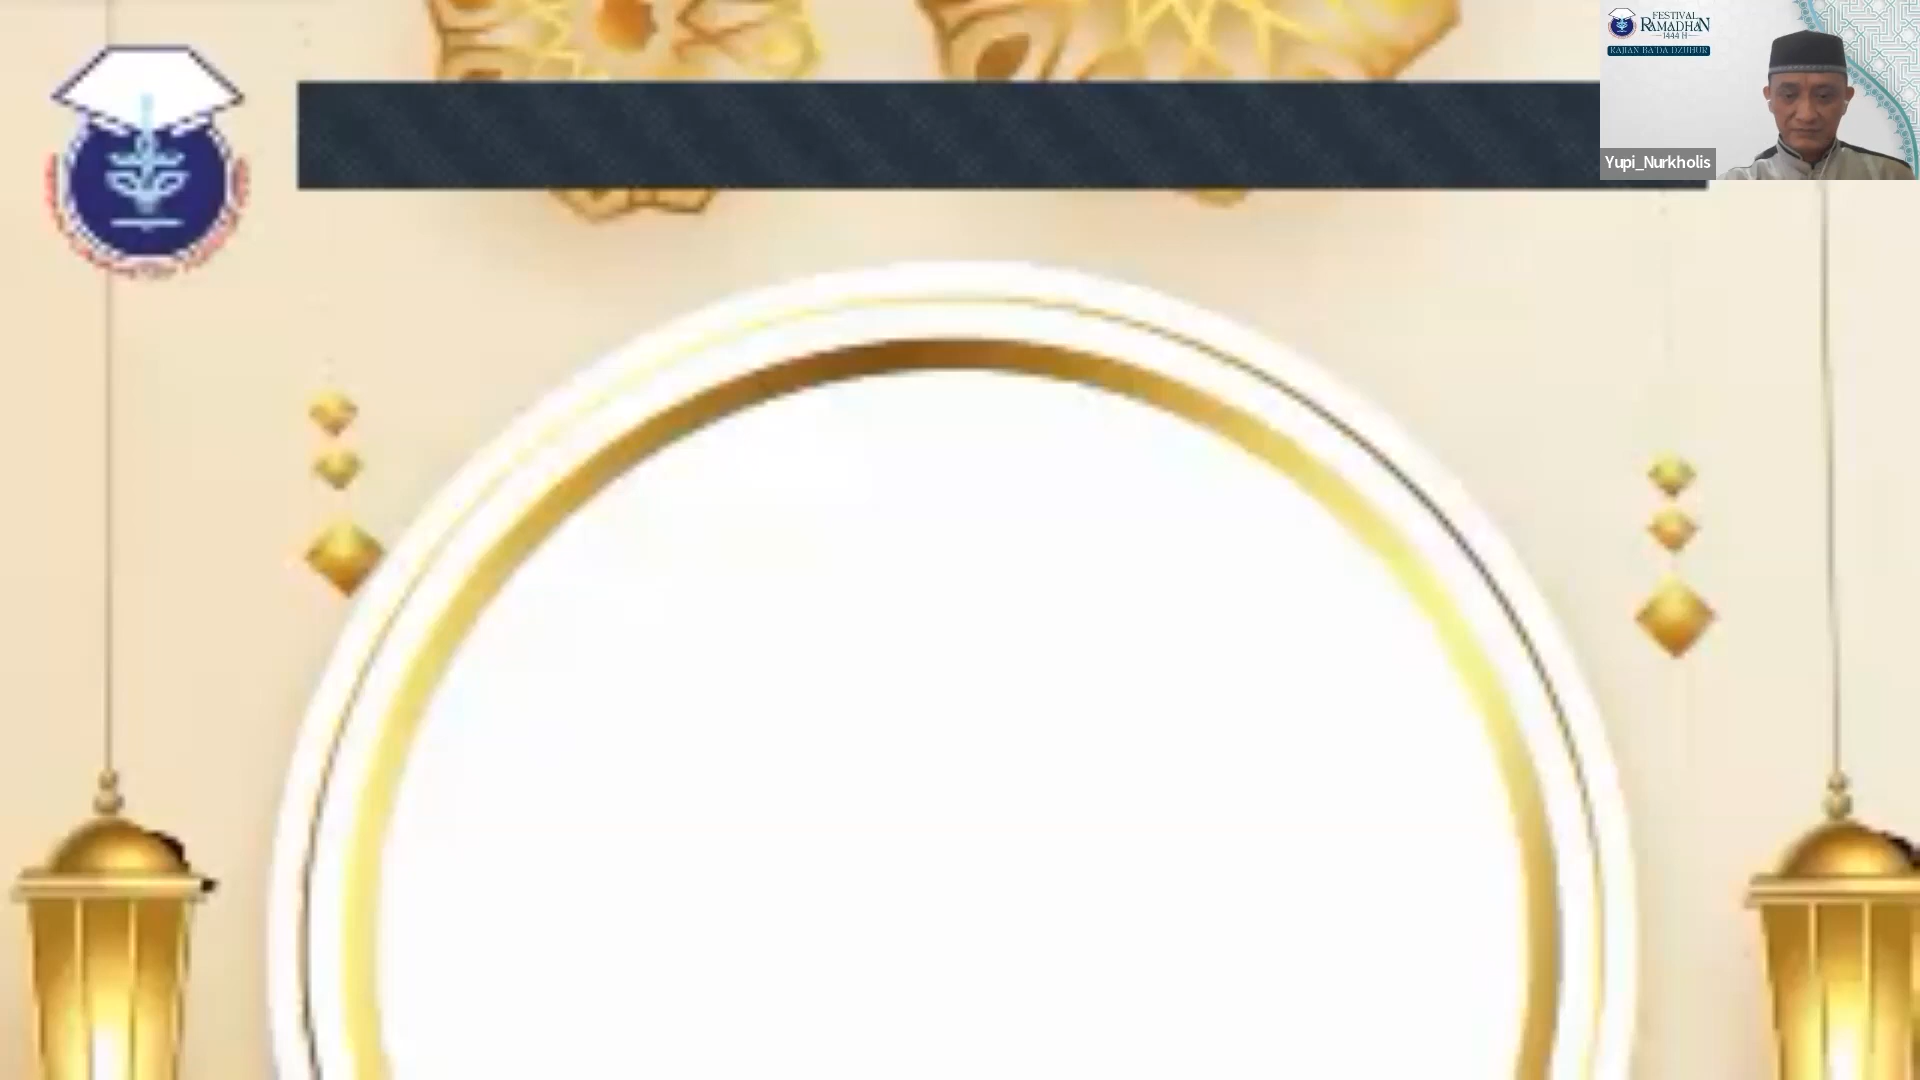 FESTIVAL
RAMADHAN
1444 H
KAJIAN BA'DA DZUHUR
Yupi_Nurkholis